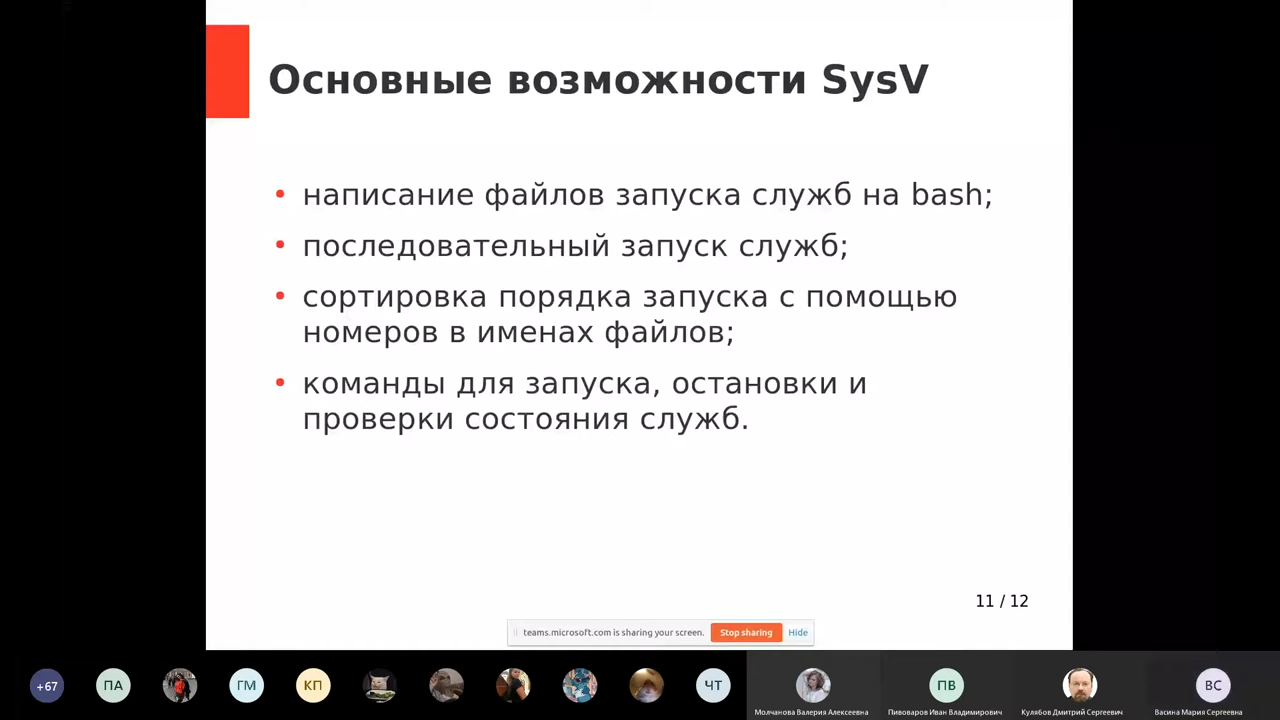 Основные возможности SysV
• написание файлов запуска служб на bash;
• последовательный запуск служб;
• сортировка порядка запуска с помощью
номеров в именах файлов;
• команды для запуска, остановки и
проверки состояния служб.
11 / 12
teams.microsoft.com is sharing your screen. Stop sharing Hide
+67 ПА ГМ КП ЧТ ПВ ВС
Молчанова Валерия Алексеевна Пивоваров Иван Владимирович Кулябов Дмитрий Сергеевич Васина Мария Сергеевна